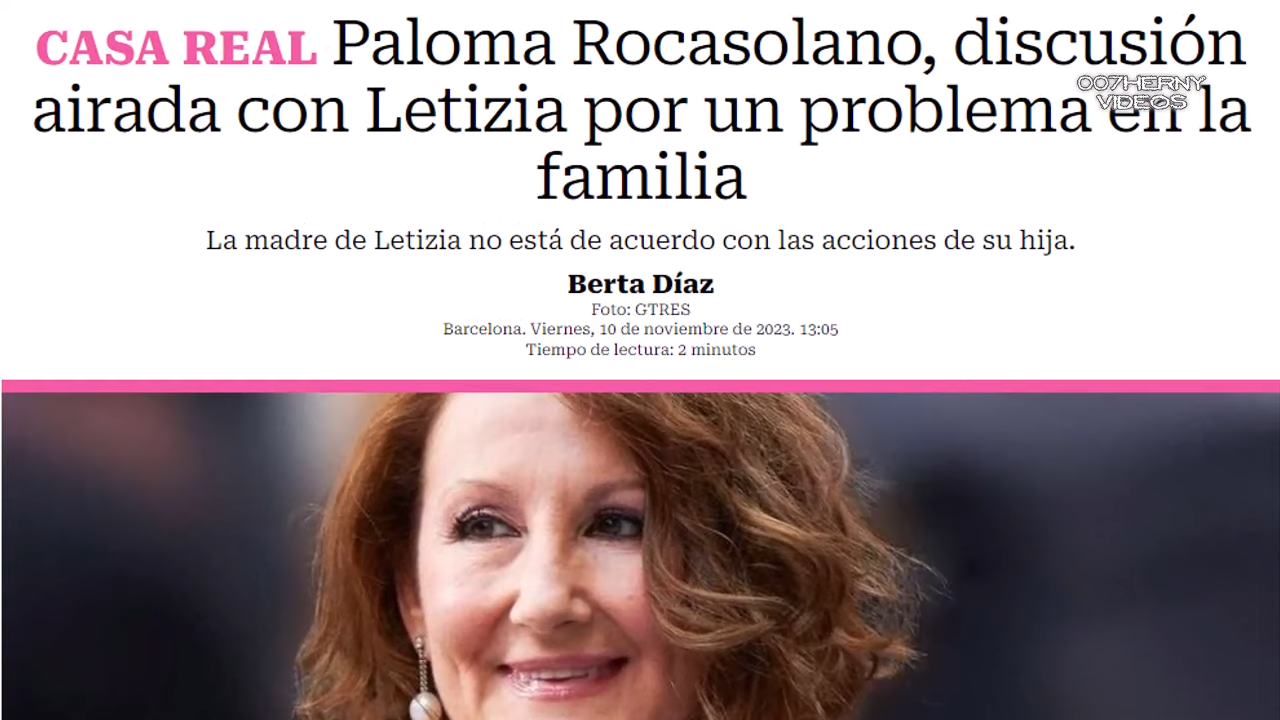 CASA REAL Paloma Rocasolano, discusión
airada con Letizia por un problema en la
familia
007HERNY
VIDEOS
La madre de Letizia no está de acuerdo con las acciones de su hija.
Berta Díaz
Foto: GTRES
Barcelona. Viernes, 10 de noviembre de 2023. 13:05
Tiempo de lectura: 2 minutos